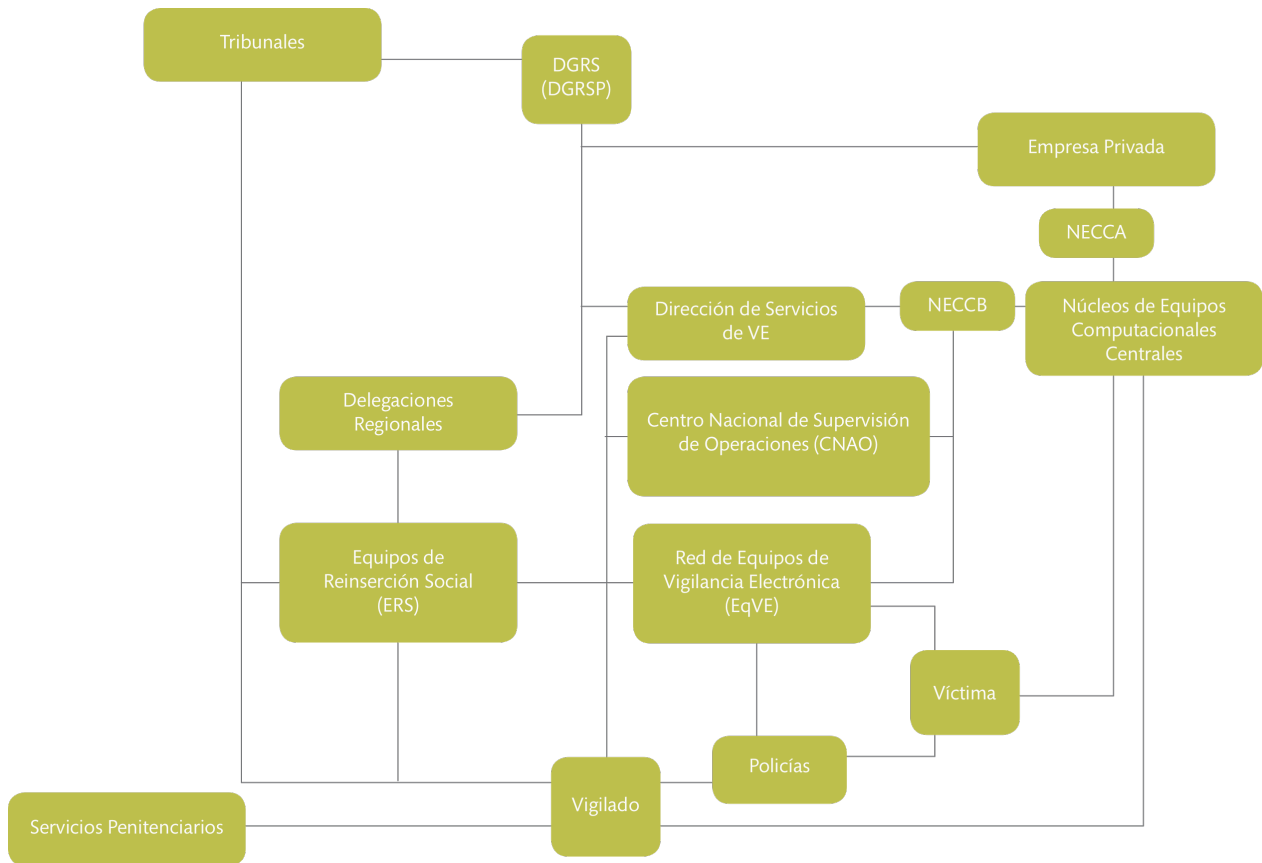 Tribunales
DGRS
(DGRSP)
Empresa Privada
NECCA
Dirección de Servicios
de VE
NECCB
Núcleos de Equipos
Computacionales
Centrales
Delegaciones
Regionales
Centro Nacional de Supervisión
de Operaciones (CNAO)
Equipos de
Reinserción Social
(ERS)
Red de Equipos de
Vigilancia Electrónica
(EqVE)
Víctima
Policías
Vigilado
Servicios Penitenciarios